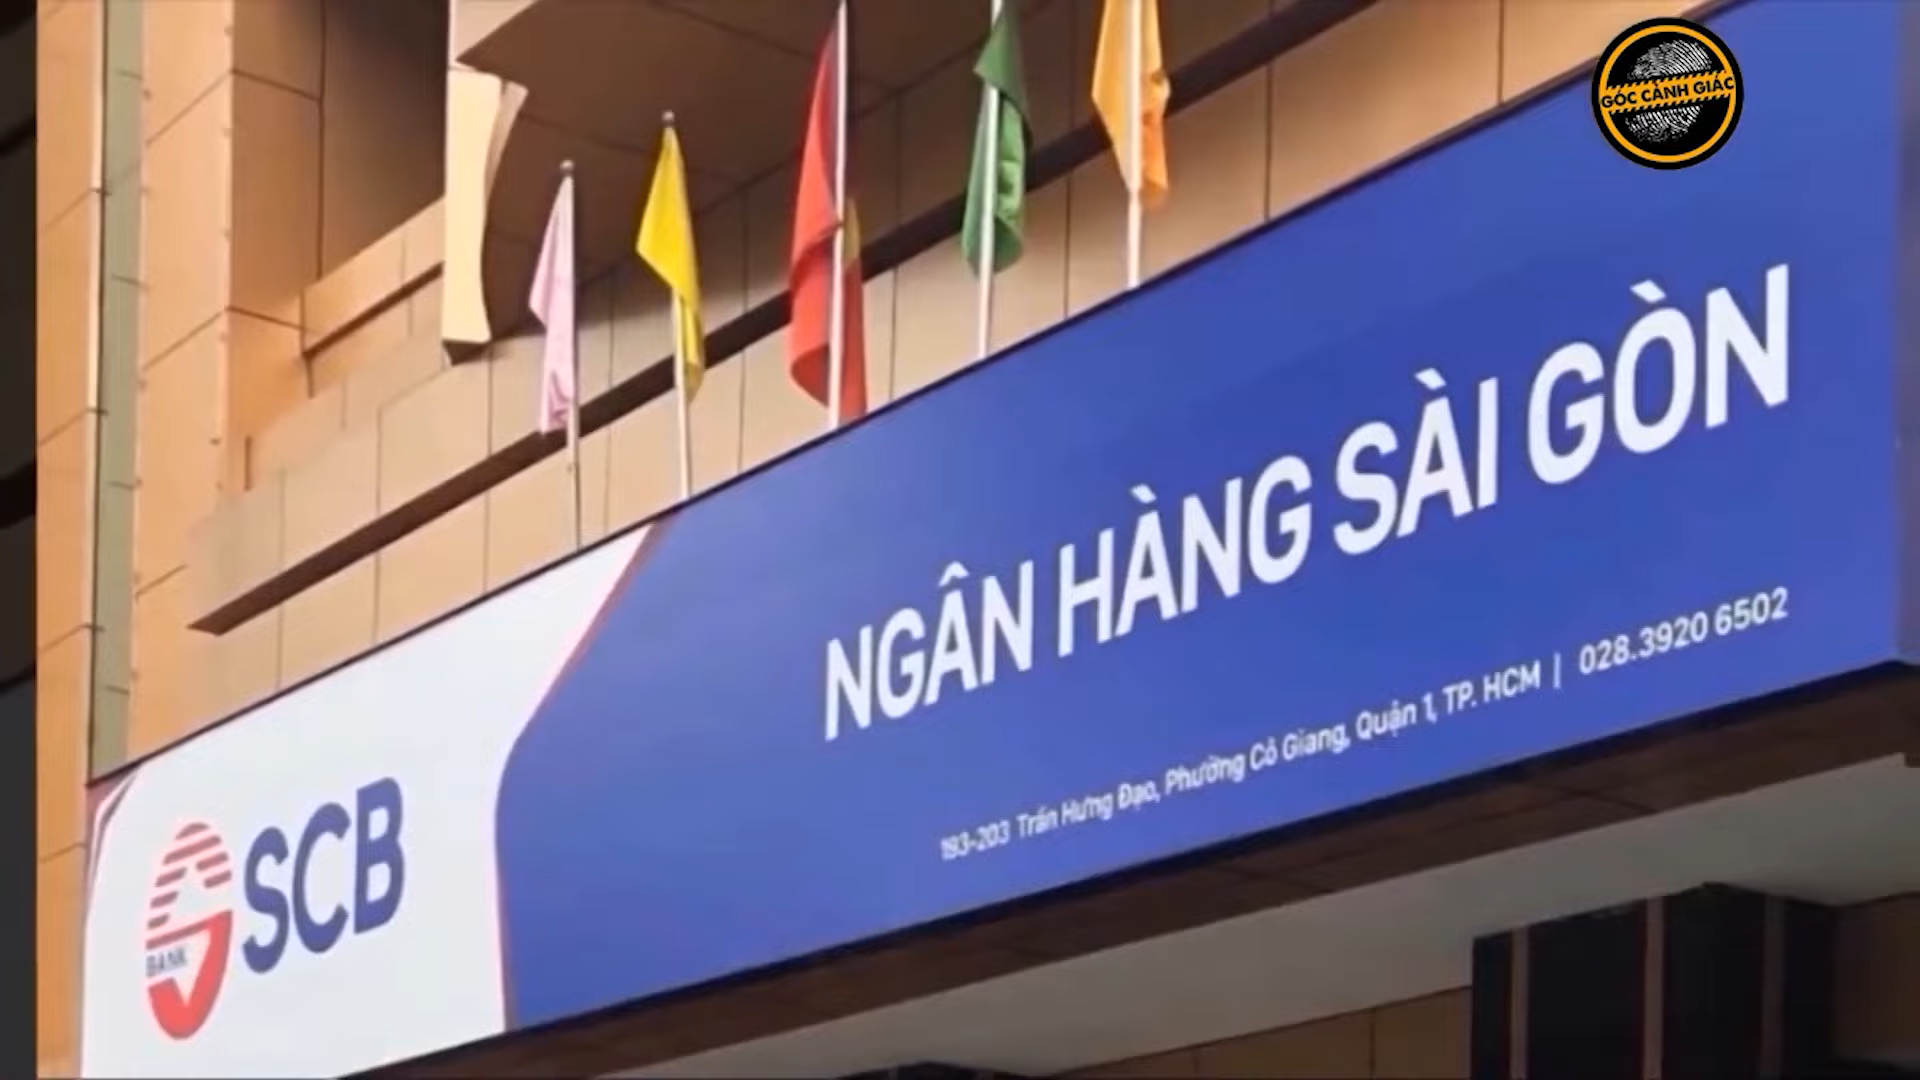 GÓC CẢNH GIÁC
NGÂN HÀNG SÀI GÒN
193-203 Trần Hưng Đạo, Phường Cô Giang, Quận 1, TP. HCM | 028.3920 6502
SCB
BANK